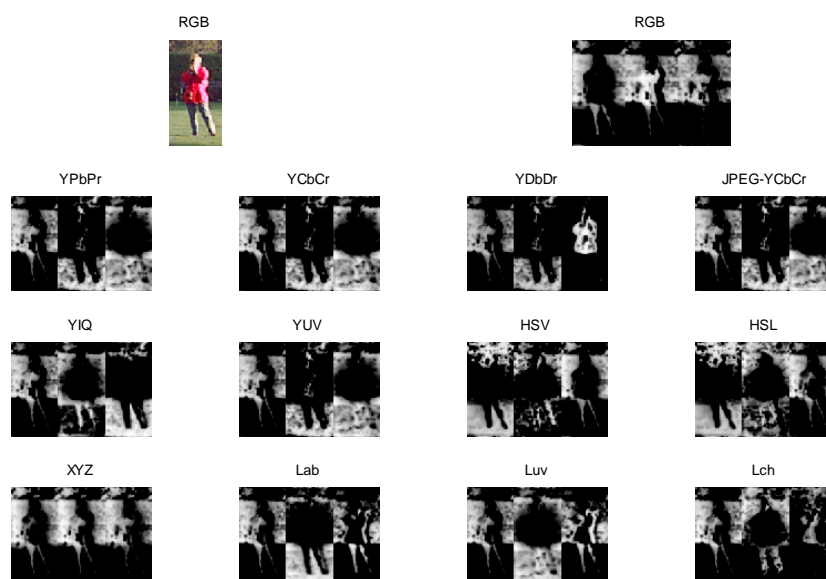 RGB
RGB
YPbPr
YCbCr
YDbDr
JPEG-YCbCr
YIQ
YUV
HSV
HSL
XYZ
Lab
Luv
Lch